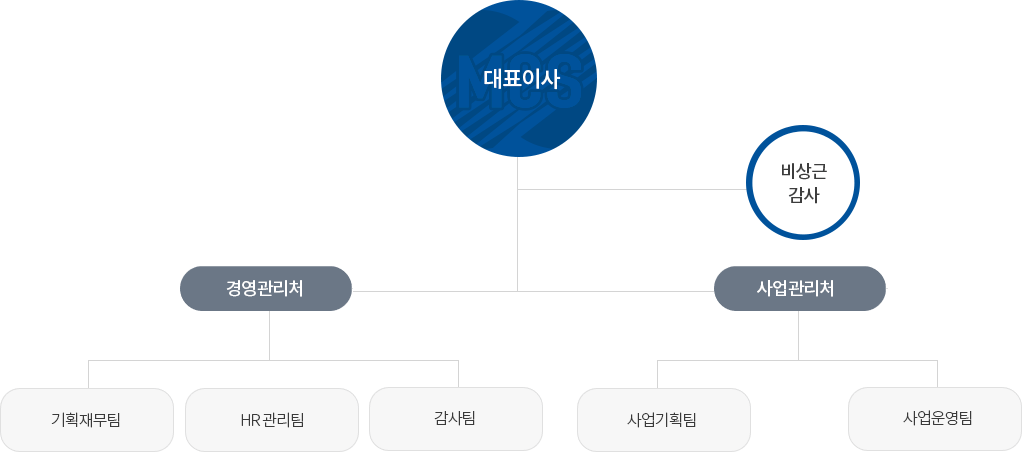 MCS
대표이사
비상근
감사
경영관리처
사업관리처
기획재무팀
HR 관리팀
감사팀
사업기획팀
사업운영팀